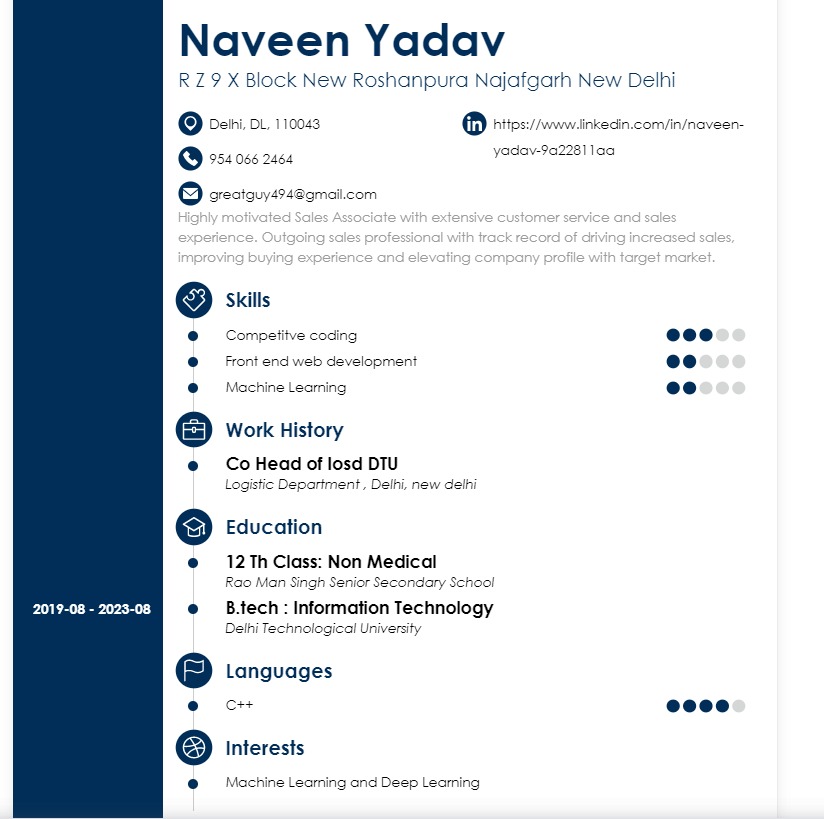 Naveen Yadav
R Z 9 X Block New Roshanpura Najafgarh New Delhi
Delhi, DL, 110043
954 066 2464
greatguy494@gmail.com
in https://www.linkedin.com/in/naveen-
yadav-9a22811aa
Highly motivated Sales Associate with extensive customer service and sales
experience. Outgoing sales professional with track record of driving increased sales,
improving buying experience and elevating company profile with target market.
Skills
Competitve coding
Front end web development
Machine Learning
Work History
Co Head of Iosd DTU
Logistic Department , Delhi, new delhi
Education
12 Th Class: Non Medical
Rao Man Singh Senior Secondary School
2019-08 - 2023-08
B.tech : Information Technology
Delhi Technological University
Languages
C++
Interests
Machine Learning and Deep Learning